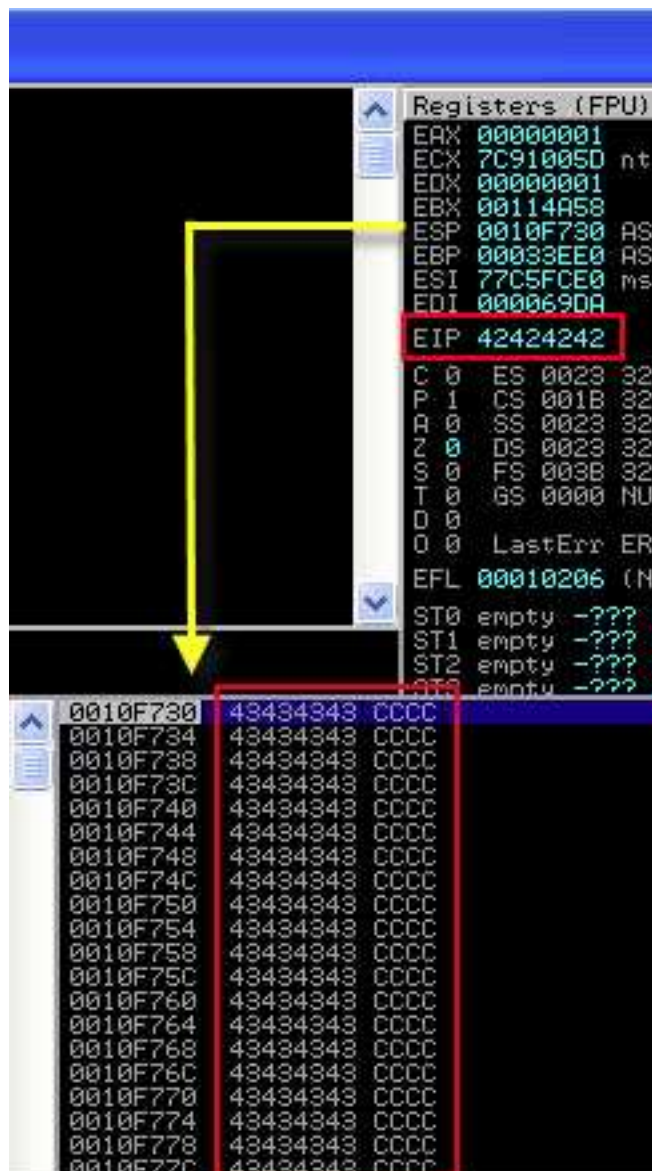 Registers (FPU)
EAX 00000001
ECX 7C91005D nt
EDX 00000001
EBX 00114A58
ESP 0010F730 AS
EBP 00033EE0 AS
ESI 77C5FCE0 ms
EDI 000069DA
EIP 42424242
C 0 ES 0023 32
P 1 CS 001B 32
A 0 SS 0023 32
Z 0 DS 0023 32
S 0 FS 003B 32
T 0 GS 0000 NU
D 0
O 0 LastErr ER
EFL 00010206 (N
ST0 empty -???
ST1 empty -???
ST2 empty -???
ST3 empty -???
0010F730 43434343 CCCC
0010F734 43434343 CCCC
0010F738 43434343 CCCC
0010F73C 43434343 CCCC
0010F740 43434343 CCCC
0010F744 43434343 CCCC
0010F748 43434343 CCCC
0010F74C 43434343 CCCC
0010F750 43434343 CCCC
0010F754 43434343 CCCC
0010F758 43434343 CCCC
0010F75C 43434343 CCCC
0010F760 43434343 CCCC
0010F764 43434343 CCCC
0010F768 43434343 CCCC
0010F76C 43434343 CCCC
0010F770 43434343 CCCC
0010F774 43434343 CCCC
0010F778 43434343 CCCC
0010F77C 43434343 CCCC